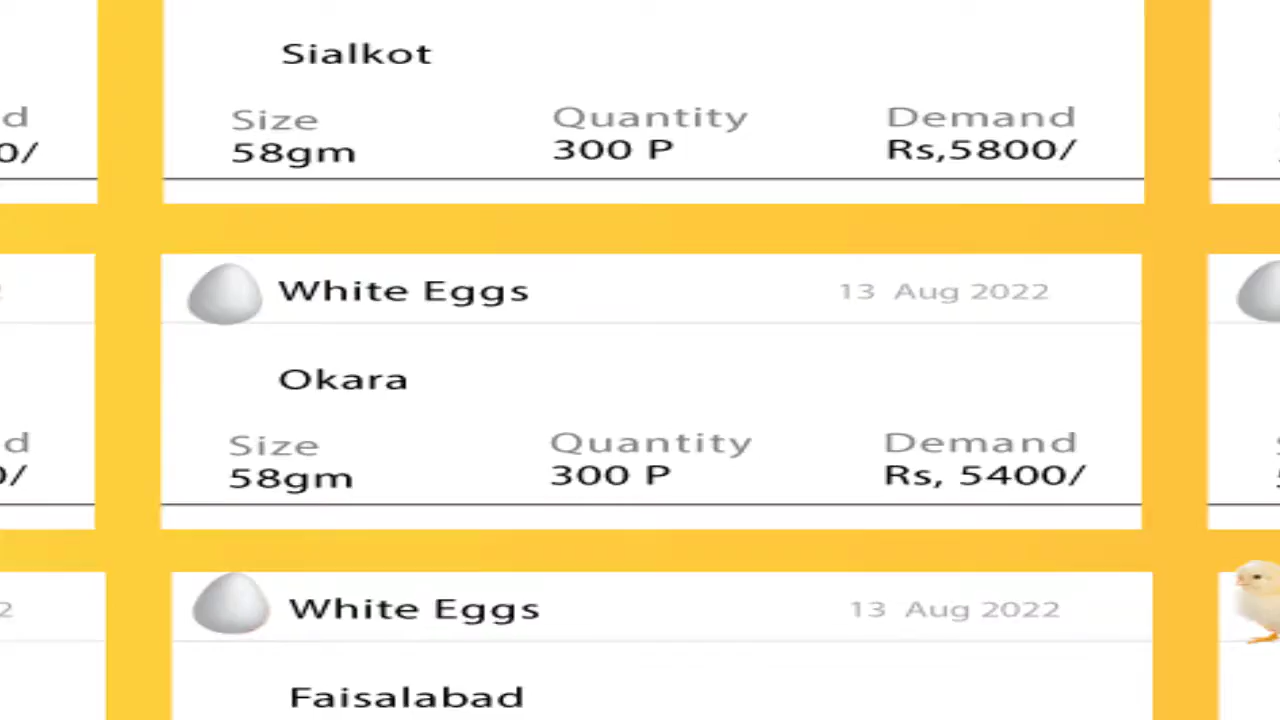 Sialkot
Size Quantity Demand
58gm 300 P Rs,5800/
White Eggs 13 Aug 2022
Okara
Size Quantity Demand
58gm 300 P Rs, 5400/
White Eggs 13 Aug 2022
Faisalabad